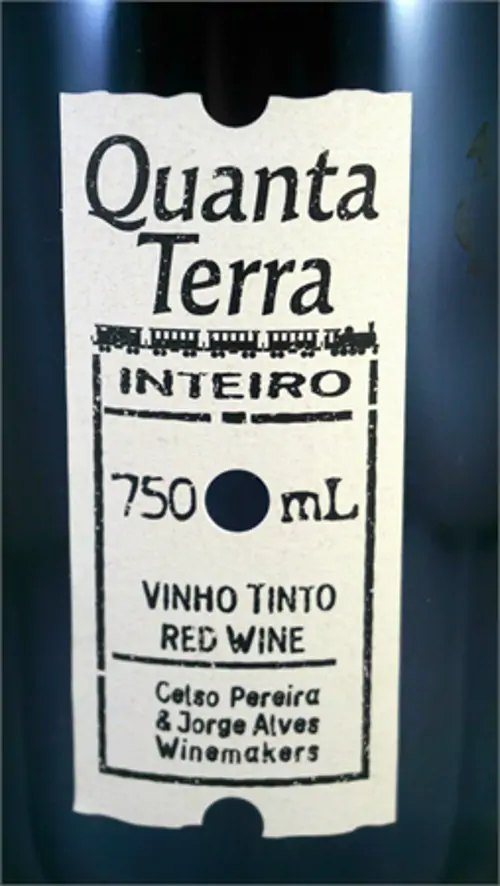 Quanta
Terra
INTEIRO
750 mL
VINHO TINTO
RED WINE
Celso Pereira
& Jorge Alves
Winemakers